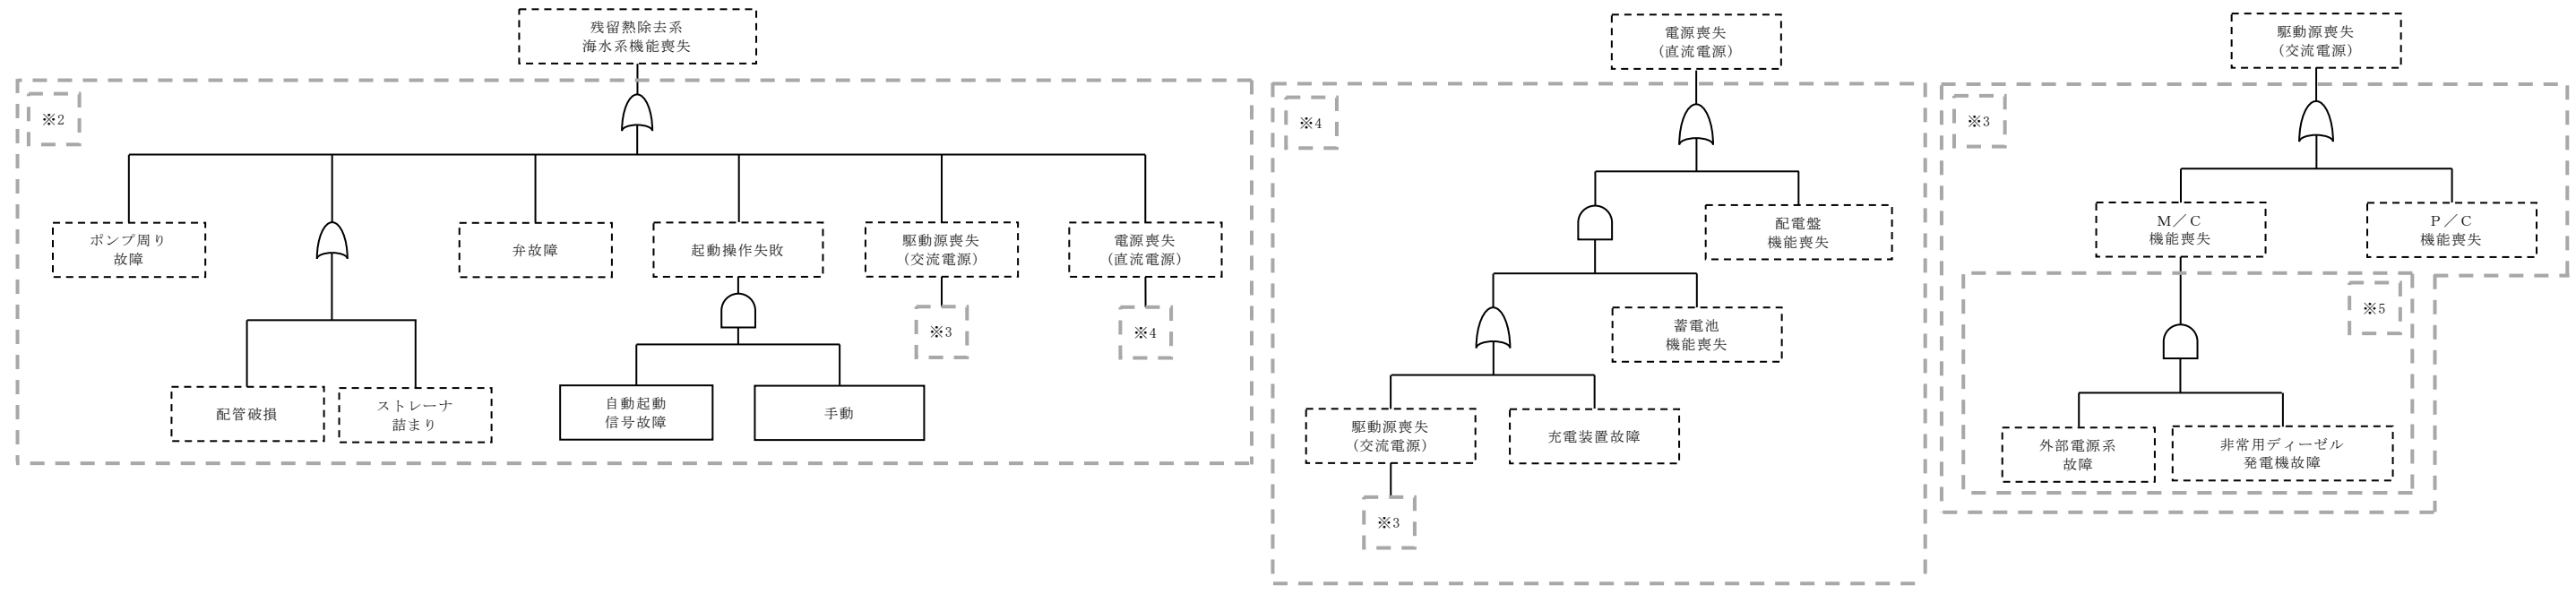 残留熱除去系
海水系機能喪失
※2
ポンプ周り
故障
弁故障
起動操作失敗
駆動源喪失
(交流電源)
電源喪失
(直流電源)
※3
※4
配管破損
ストレーナ
詰まり
自動起動
信号故障
手動
電源喪失
(直流電源)
※4
配電盤
機能喪失
蓄電池
機能喪失
駆動源喪失
(交流電源)
充電装置故障
※3
駆動源喪失
(交流電源)
※3
M／C
機能喪失
P／C
機能喪失
※5
外部電源系
故障
非常用ディーゼル
発電機故障